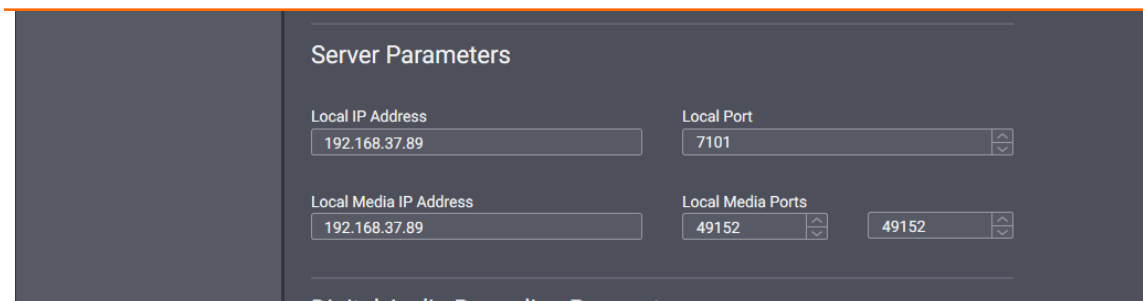 Server Parameters
Local IP Address
Local Port
192.168.37.89
7101
Local Media IP Address
Local Media Ports
192.168.37.89
49152
49152